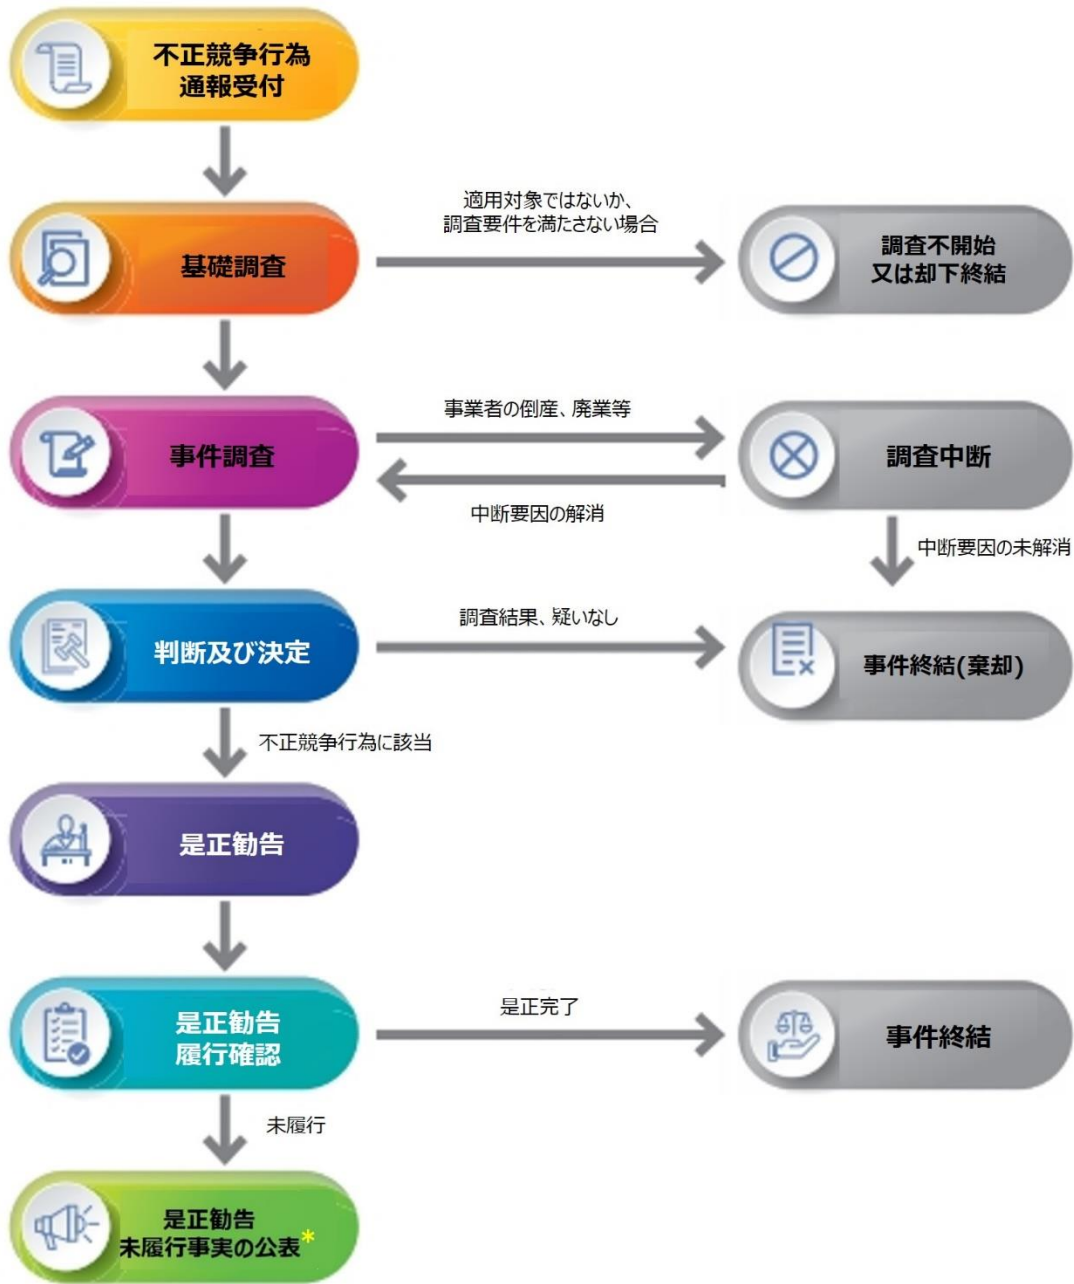 不正競争行為
通報受付
適用対象ではないか、
調査要件を満たさない場合
基礎調査
調査不開始
又は却下終結
事業者の倒産、廃業等
事件調査
調査中断
中断要因の解消
中断要因の未解消
調査結果、疑いなし
判断及び決定
事件終結(棄却)
不正競争行為に該当
是正勧告
是正完了
是正勧告
履行確認
事件終結
未履行
是正勧告
未履行事実の公表*